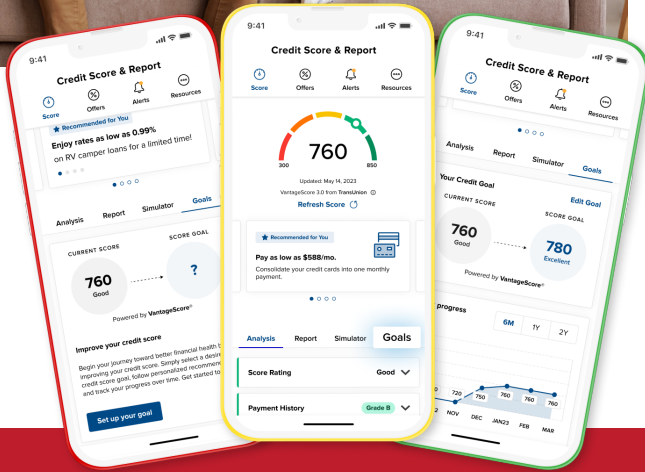 9:41
Credit Score & Report
Score
Offers
Alerts
Resources
Recommended for You
Enjoy rates as low as 0.99%
on RV camper loans for a limited time!
Analysis
Report
Simulator
Goals
CURRENT SCORE
SCORE GOAL
760
Good
?
Powered by VantageScore®
Improve your credit score
Begin your journey toward better financial health
improving your credit score. Simply select a
credit score goal, follow personalized
and track your progress over time. Get started
Set up your goal
9:41
Credit Score & Report
Score
Offers
Alerts
Resources
760
300
850
Updated: May 14, 2023
VantageScore 3.0 from TransUnion
Refresh Score
Recommended for You
Pay as low as $588/mo.
Consolidate your credit cards into one monthly
payment.
Analysis
Report
Simulator
Goals
Score Rating
Good
Payment History
Grade B
9:41
Credit Score & Report
Score
Offers
Alerts
Resources
Analysis
Report
Simulator
Goals
Your Credit Goal
Edit Goal
CURRENT SCORE
SCORE GOAL
760
Good
780
Excellent
Powered by VantageScore®
progress
6M
1Y
2Y
720
750
760
760
760
NOV
DEC
JAN23
FEB
MAR